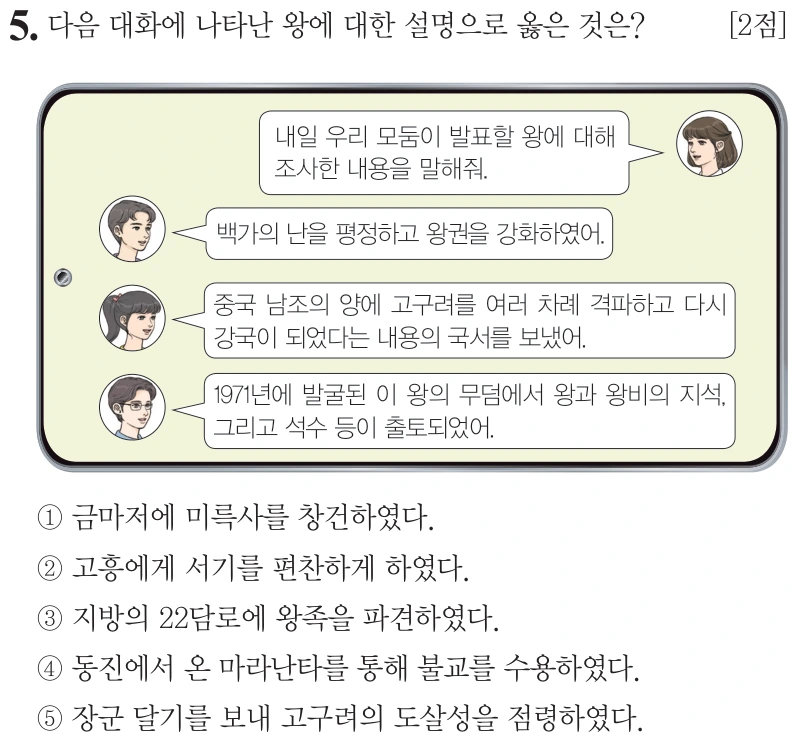 5. 다음 대화에 나타난 왕에 대한 설명으로 옳은 것은? [2점]
내일 우리 모둠이 발표할 왕에 대해
조사한 내용을 말해줘.
백가의 난을 평정하고 왕권을 강화하였어.
중국 남조의 양에 고구려를 여러 차례 격파하고 다시
강국이 되었다는 내용의 국서를 보냈어.
1971년에 발굴된 이 왕의 무덤에서 왕과 왕비의 지석,
그리고 석수 등이 출토되었어.
① 금마저에 미륵사를 창건하였다.
② 고흥에게 서기를 편찬하게 하였다.
③ 지방의 22담로에 왕족을 파견하였다.
④ 동진에서 온 마라난타를 통해 불교를 수용하였다.
⑤ 장군 달기를 보내 고구려의 도살성을 점령하였다.